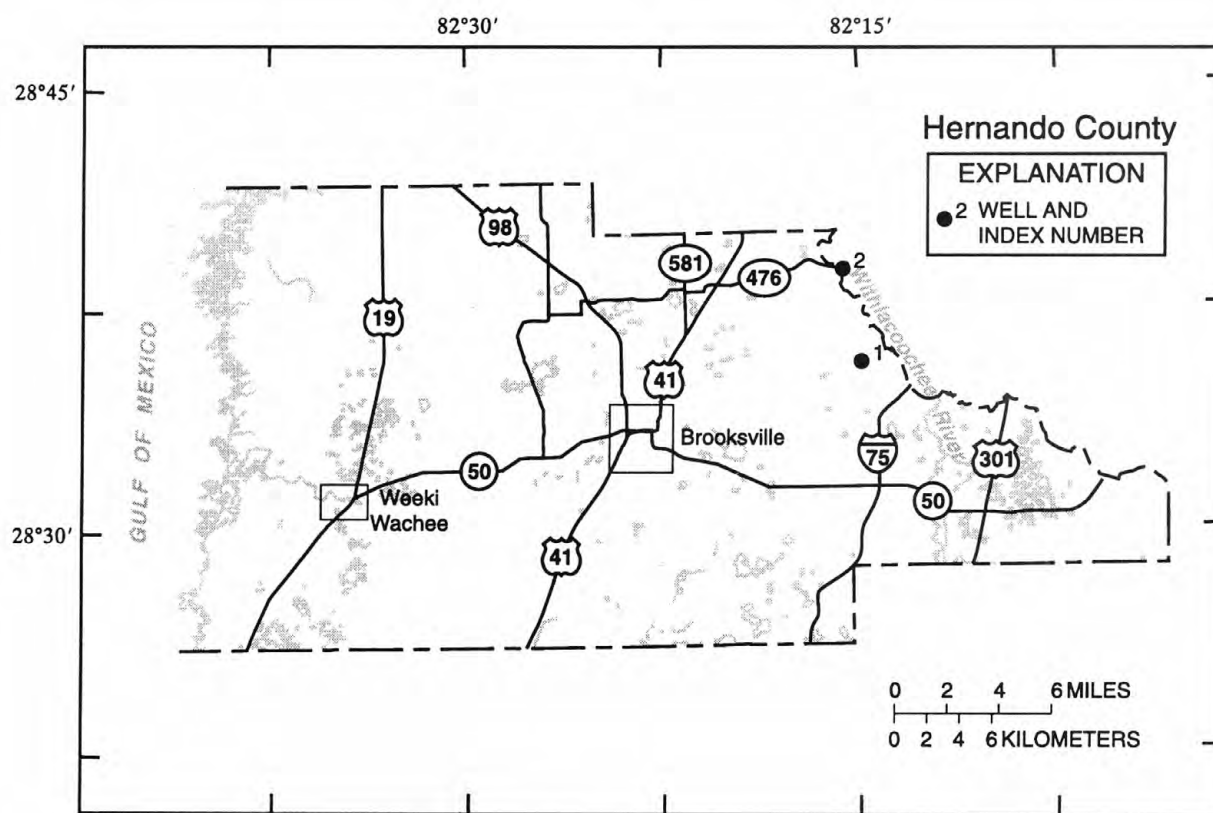 82°30′
82°15′
28°45′
Hernando County
EXPLANATION
2 WELL AND
INDEX NUMBER
98
581
476
2
Withlacoochee
River
19
GULF OF MEXICO
1
41
Brooksville
75
301
50
Weeki
Wachee
50
28°30′
41
0 2 4 6 MILES
0 2 4 6 KILOMETERS